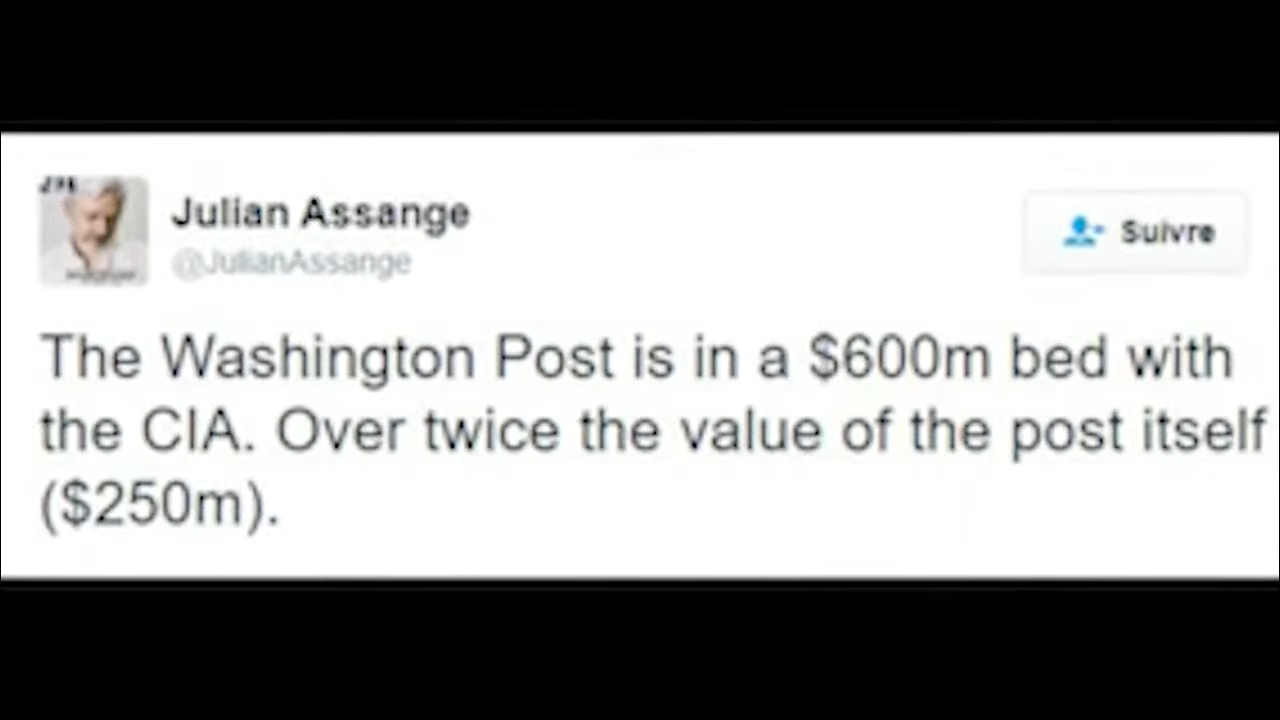 Julian Assange
@JulianAssange
Suivre
The Washington Post is in a $600m bed with
the CIA. Over twice the value of the post itself
($250m).